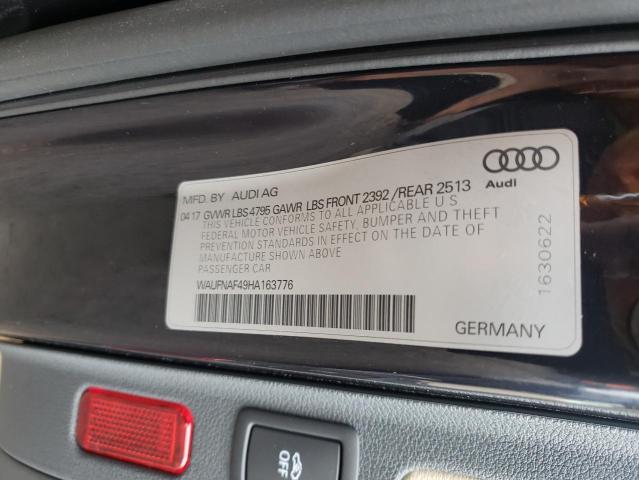 MFD. BY AUDI AG
04 17 GVWR LBS 4795 GAWR LBS FRONT 2392 /REAR 2513
THIS VEHICLE CONFORMS TO ALL APPLICABLE U S
FEDERAL MOTOR VEHICLE SAFETY, BUMPER AND THEFT
PREVENTION STANDARDS IN EFFECT ON THE DATE OF
MANUFACTURE SHOWN ABOVE
PASSENGER CAR
WAUFNAF49HA163776
GERMANY
Audi
1630622
OFF